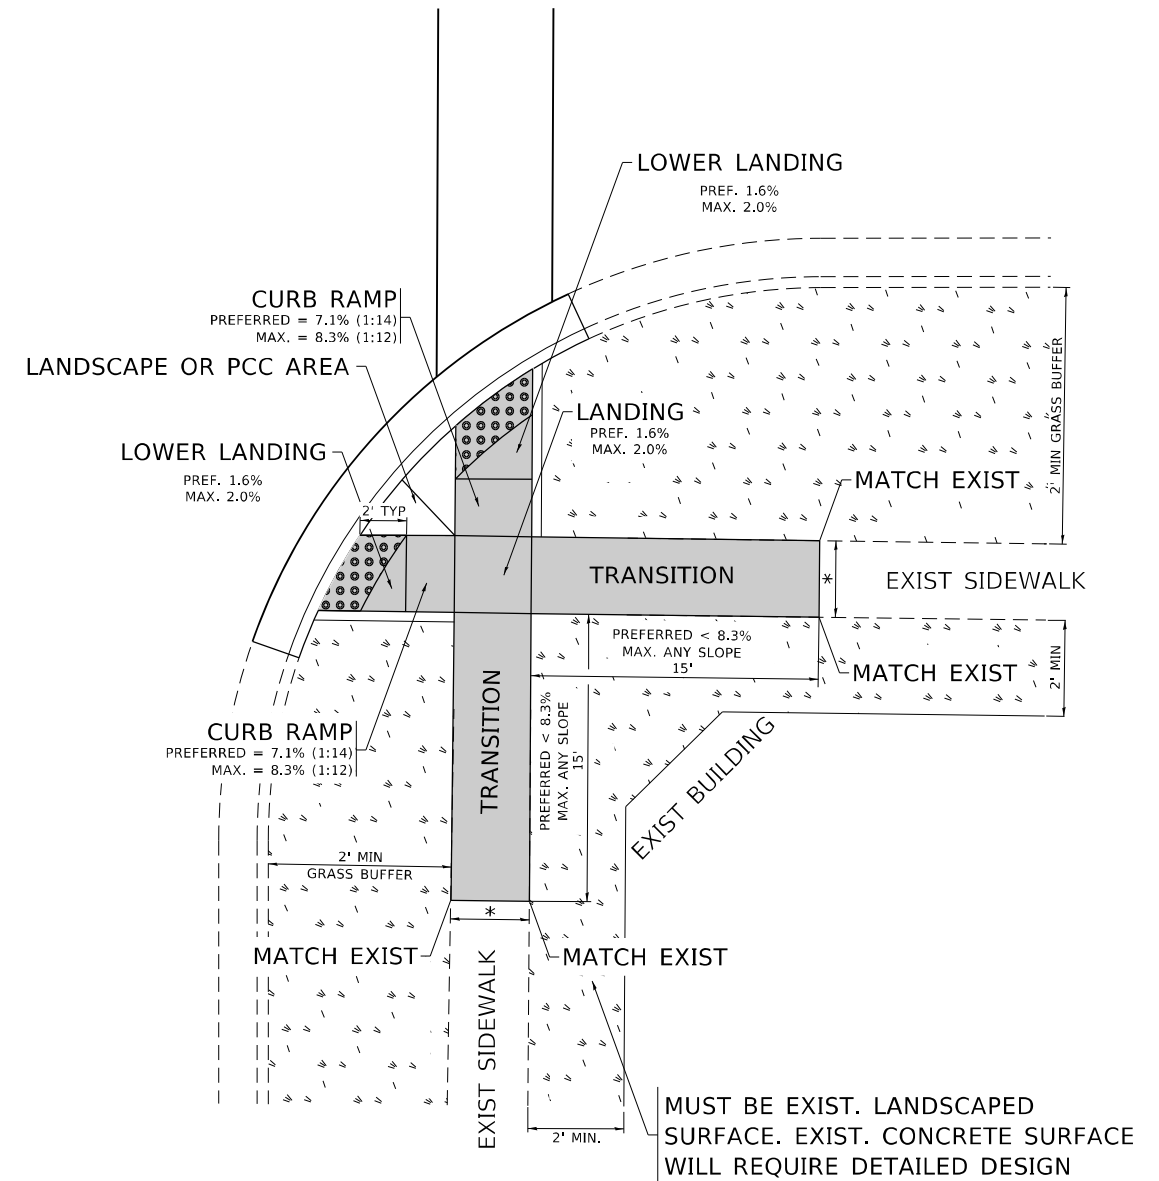 LOWER LANDING
PREF. 1.6%
MAX. 2.0%
CURB RAMP
PREFERRED = 7.1% (1:14)
MAX. = 8.3% (1:12)
LANDSCAPE OR PCC AREA
LANDING
PREF. 1.6%
MAX. 2.0%
LOWER LANDING
PREF. 1.6%
MAX. 2.0%
2' TYP
2' MIN GRASS BUFFER
MATCH EXIST
TRANSITION
*
EXIST SIDEWALK
PREFERRED < 8.3%
MAX. ANY SLOPE
15'
MATCH EXIST
2' MIN
CURB RAMP
PREFERRED = 7.1% (1:14)
MAX. = 8.3% (1:12)
TRANSITION
PREFERRED < 8.3%
MAX. ANY SLOPE
15'
EXIST BUILDING
2' MIN
GRASS BUFFER
*
MATCH EXIST
MATCH EXIST
EXIST SIDEWALK
2' MIN.
MUST BE EXIST. LANDSCAPED
SURFACE. EXIST. CONCRETE SURFACE
WILL REQUIRE DETAILED DESIGN